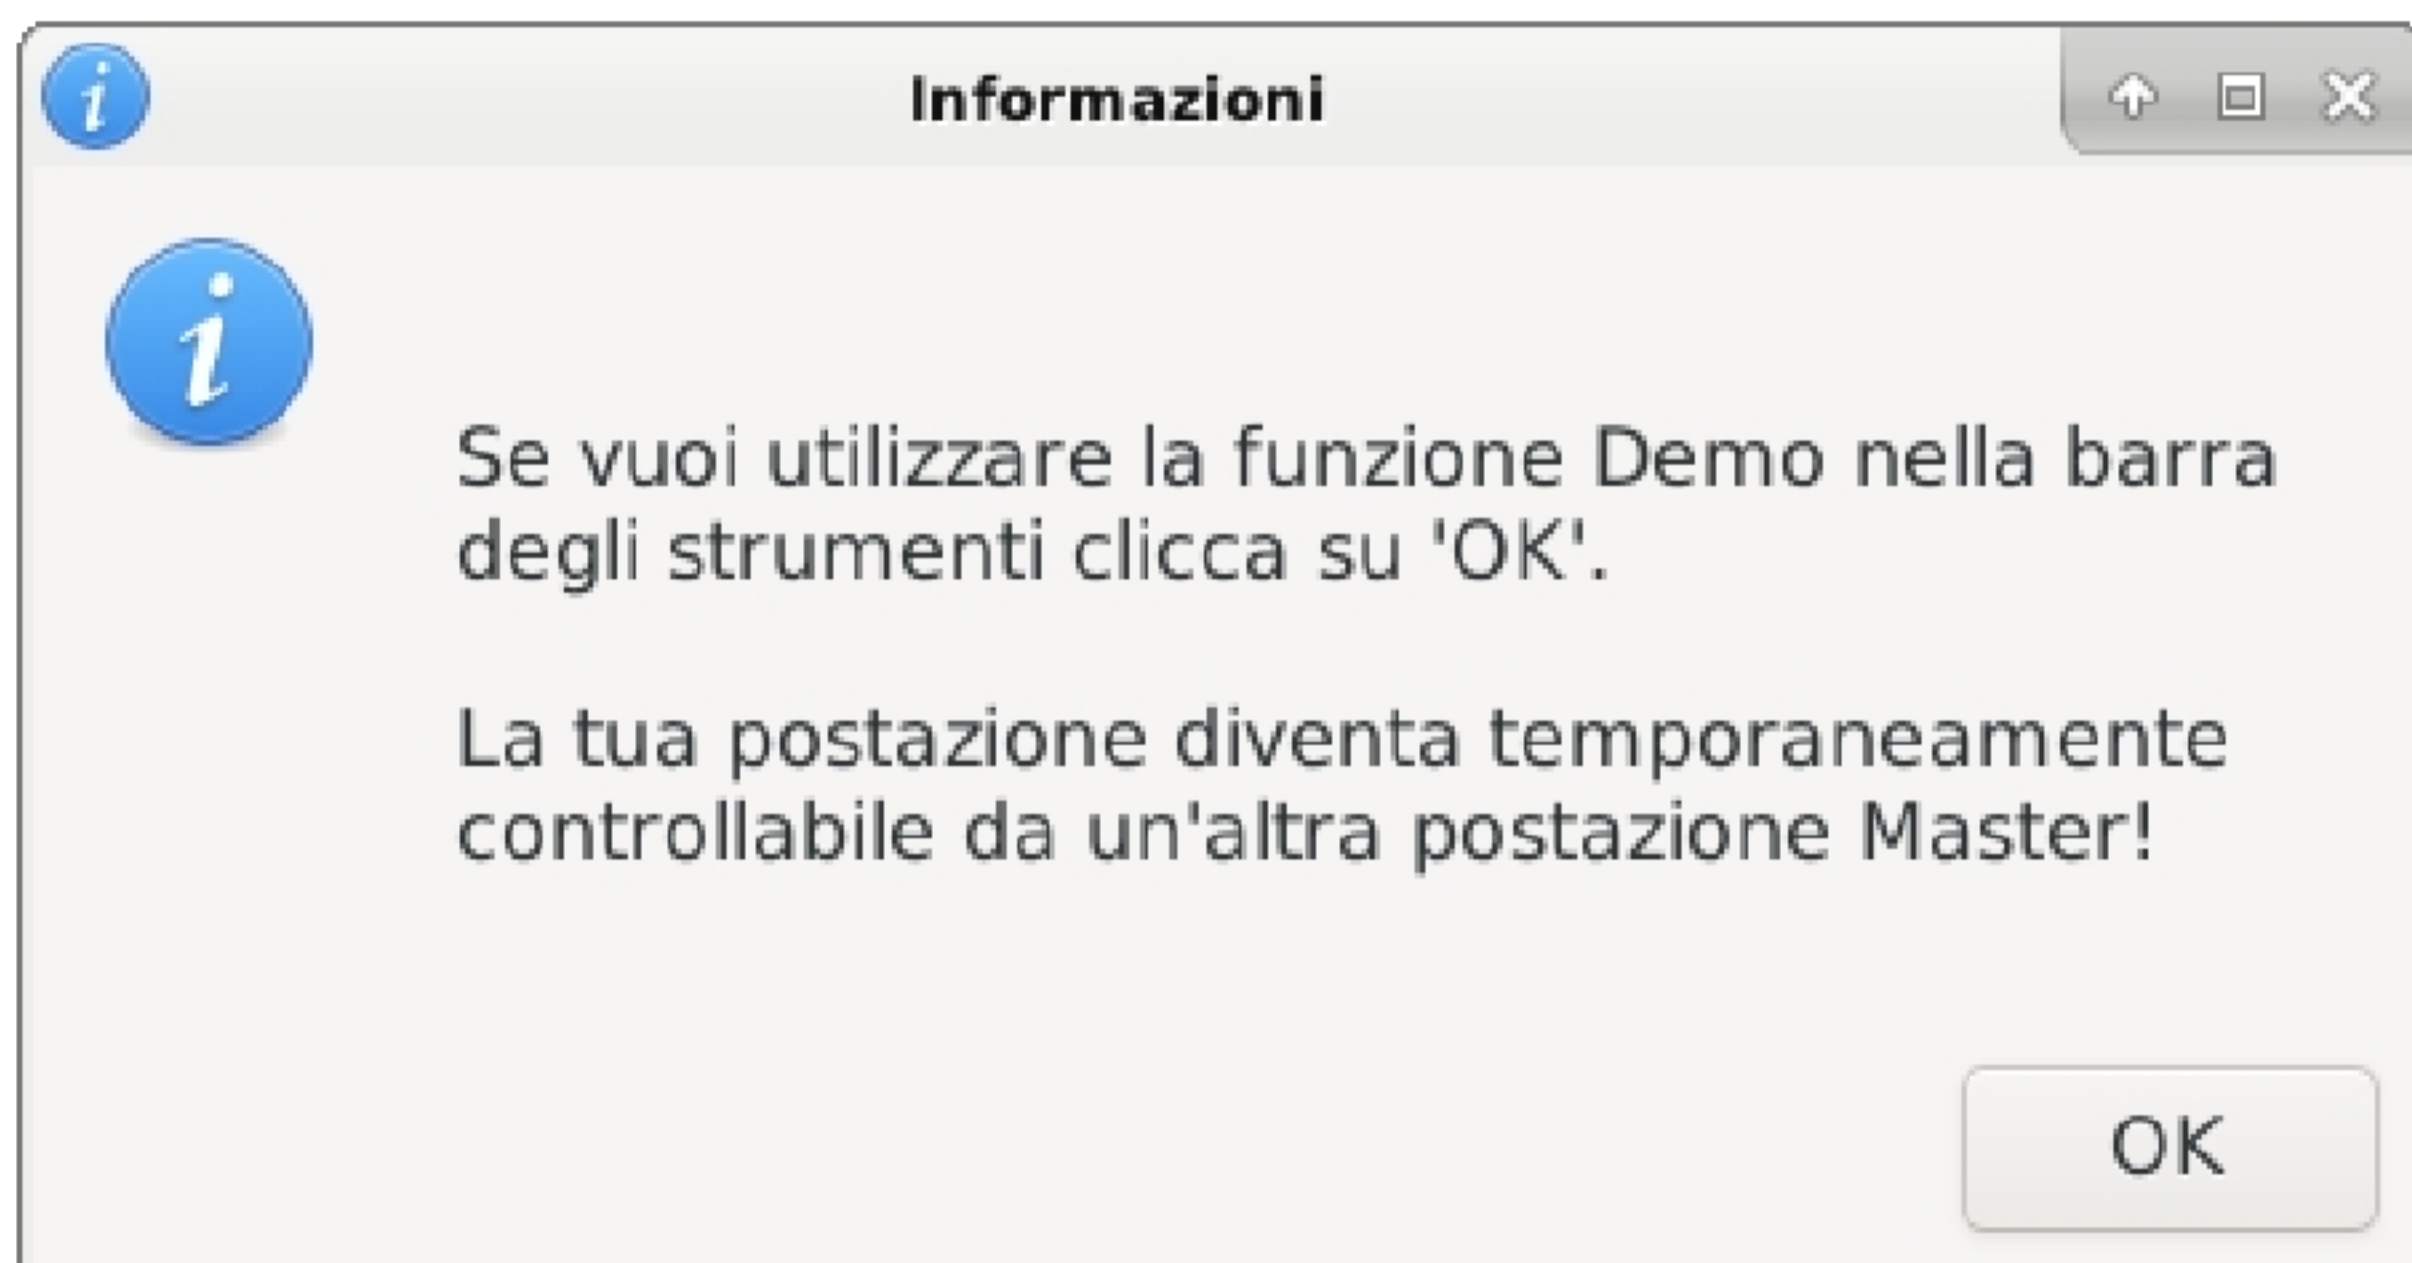 Informazioni
Se vuoi utilizzare la funzione Demo nella barra
degli strumenti clicca su 'OK'.
La tua postazione diventa temporaneamente
controllabile da un'altra postazione Master!
OK